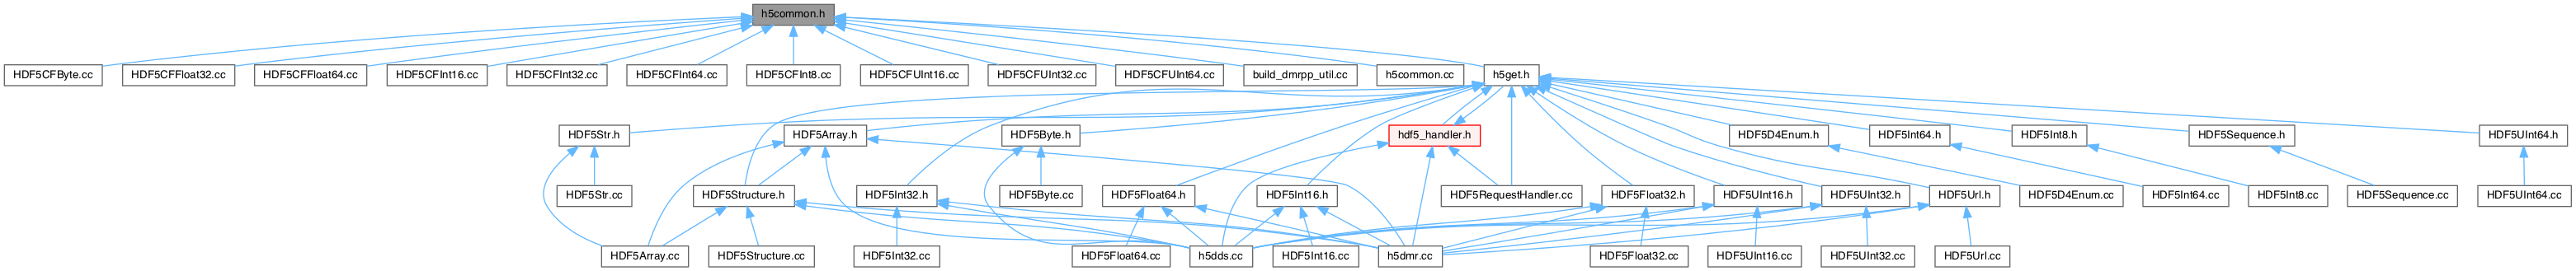 h5common.h
HDF5CFByte.cc
HDF5CFFloat32.cc
HDF5CFFloat64.cc
HDF5CFInt16.cc
HDF5CFInt32.cc
HDF5CFInt64.cc
HDF5CFInt8.cc
HDF5CFUInt16.cc
HDF5CFUInt32.cc
HDF5CFUInt64.cc
build_dmrpp_util.cc
h5common.cc
h5get.h
HDF5Str.h
HDF5Array.h
HDF5Byte.h
hdf5_handler.h
HDF5D4Enum.h
HDF5Int64.h
HDF5Int8.h
HDF5Sequence.h
HDF5UInt64.h
HDF5Str.cc
HDF5Structure.h
HDF5Int32.h
HDF5Byte.cc
HDF5Float64.h
HDF5Int16.h
HDF5RequestHandler.cc
HDF5Float32.h
HDF5UInt16.h
HDF5UInt32.h
HDF5Url.h
HDF5D4Enum.cc
HDF5Int64.cc
HDF5Int8.cc
HDF5Sequence.cc
HDF5UInt64.cc
HDF5Array.cc
HDF5Structure.cc
HDF5Int32.cc
HDF5Float64.cc
h5dds.cc
HDF5Int16.cc
h5dmr.cc
HDF5Float32.cc
HDF5UInt16.cc
HDF5UInt32.cc
HDF5Url.cc